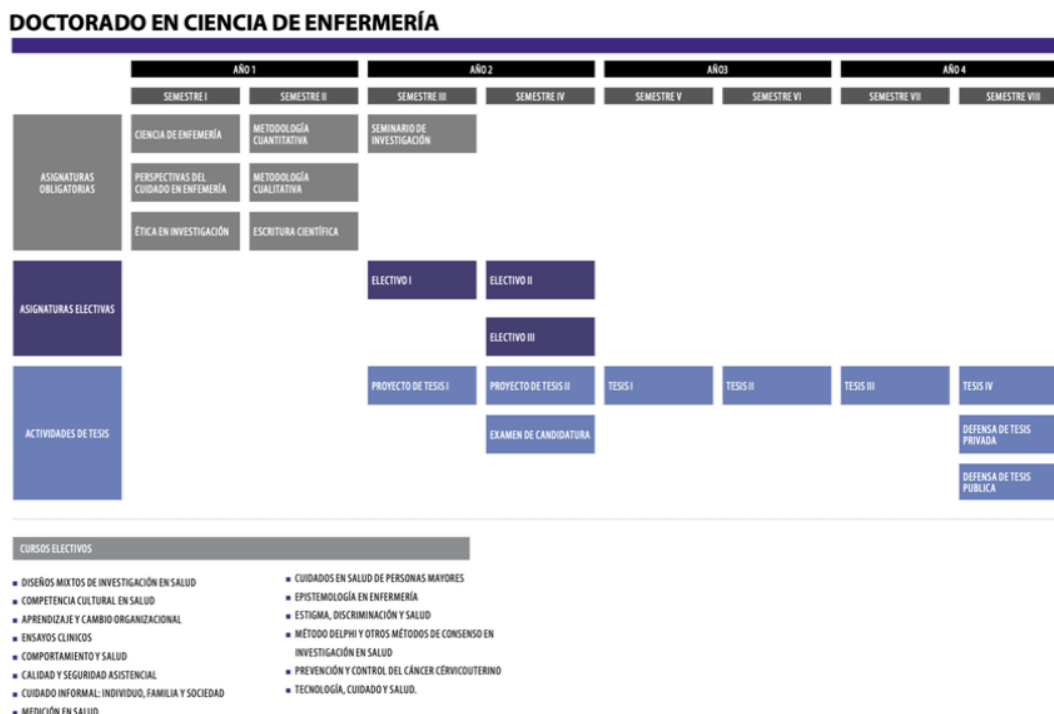 DOCTORADO EN CIENCIA DE ENFERMERÍA
AÑO 1
AÑO 2
AÑO3
AÑO 4
SEMESTRE I
SEMESTRE II
SEMESTRE III
SEMESTRE IV
SEMESTRE V
SEMESTRE VI
SEMESTRE VII
SEMESTRE VIII
ASIGNATURAS
OBLIGATORIAS
CIENCIA DE ENFEMERÍA
METODOLOGÍA
CUANTITATIVA
SEMINARIO DE
INVESTIGACIÓN
PERSPECTIVAS DEL
CUIDADO EN ENFEMERÍA
METODOLOGÍA
CUALITATIVA
ÉTICA EN INVESTIGACIÓN
ESCRITURA CIENTÍFICA
ASIGNATURAS ELECTIVAS
ELECTIVO I
ELECTIVO II
ELECTIVO III
ACTIVIDADES DE TESIS
PROYECTO DE TESIS I
PROYECTO DE TESIS II
TESIS I
TESIS II
TESIS III
TESIS IV
EXAMEN DE CANDIDATURA
DEFENSA DE TESIS
PRIVADA
DEFENSA DE TESIS
PUBLICA
CURSOS ELECTIVOS
DISEÑOS MIXTOS DE INVESTIGACIÓN EN SALUD
COMPETENCIA CULTURAL EN SALUD
APRENDIZAJE Y CAMBIO ORGANIZACIONAL
ENSAYOS CLINICOS
COMPORTAMIENTO Y SALUD
CALIDAD Y SEGURIDAD ASISTENCIAL
CUIDADO INFORMAL: INDIVIDUO, FAMILIA Y SOCIEDAD
MEDICIÓN EN SALUD
CUIDADOS EN SALUD DE PERSONAS MAYORES
EPISTEMOLOGÍA EN ENFERMERÍA
ESTIGMA, DISCRIMINACIÓN Y SALUD
MÉTODO DELPHI Y OTROS MÉTODOS DE CONSENSO EN
INVESTIGACIÓN EN SALUD
PREVENCIÓN Y CONTROL DEL CÁNCER CÉRVICOUTERINO
TECNOLOGÍA, CUIDADO Y SALUD.